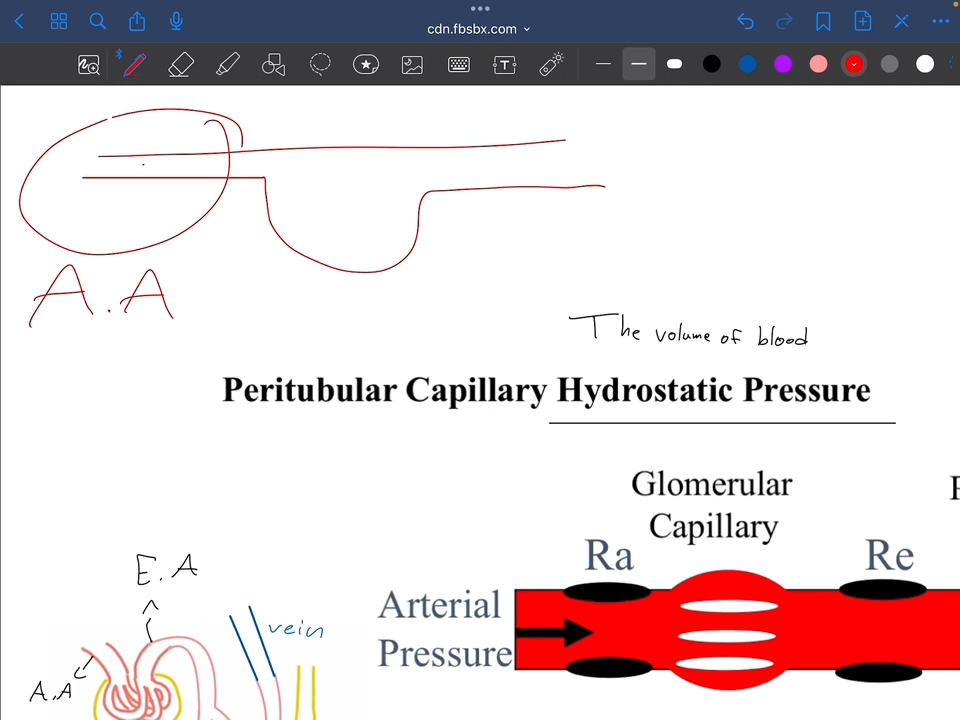 cdn.fbsbx.com
A.A
The volume of blood
Peritubular Capillary Hydrostatic Pressure
Glomerular
Capillary
Ra
Re
Arterial
Pressure
E.A
vein
A.A